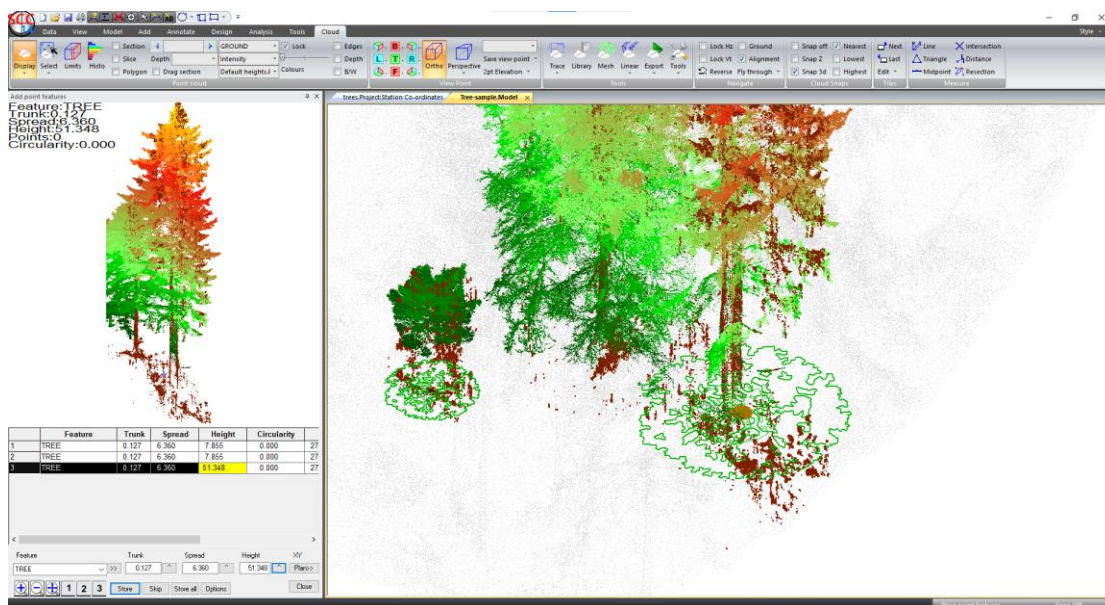 SCC
Data View Model Add Annotate Design Analysis Tools Cloud
Style
Display Select Limits Histo
Section
Slice Depth
Polygon Drag section
GROUND
Intensity
Default heights.l
Lock
Colours
Edges
Depth
B/W
Point cloud
B
L T R
F
Ortho Perspective
Save view point
2pt Elevation
View Point
Trace Library Mesh Linear Export Tools
Tools
Lock Hz Ground
Lock Vt Alignment
Reverse Fly through
Navigate
Snap off Nearest
Snap Z Lowest
Snap 3d Highest
Cloud Snaps
Next
Last
Edit
Tiles
Line Intersection
Triangle Distance
Midpoint Resection
Measure
Add point features
trees.Project:Station Co-ordinates Tree-sample.Model
Feature:TREE
Trunk:0.127
Spread:6.360
Height:51.348
Points:0
Circularity:0.000
Feature Trunk Spread Height Circularity
1 TREE 0.127 6.360 7.855 0.000 27
2 TREE 0.127 6.360 7.855 0.000 27
3 TREE 0.127 6.360 51.348 0.000 27
Feature Trunk Spread Height XY
TREE >> 0.127 ^ 6.360 ^ 51.348 ^ Plan>>
1 2 3 Store Skip Store all Options Close